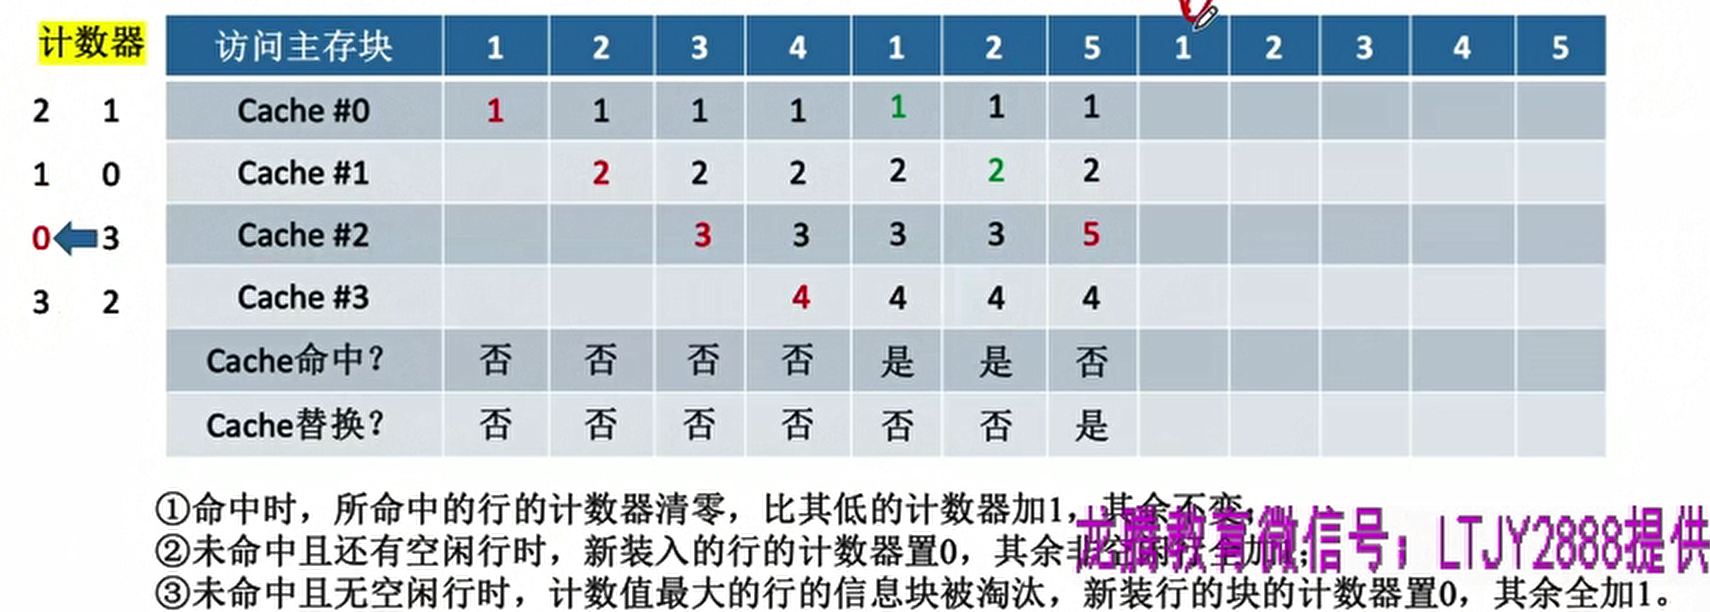 计数器 访问主存块 1 2 3 4 1 2 5 1 2 3 4 5
2 1 Cache #0 1 1 1 1 1 1 1
1 0 Cache #1 2 2 2 2 2 2
0 3 Cache #2 3 3 3 3 5
3 2 Cache #3 4 4 4 4
Cache命中? 否 否 否 否 是 是 否
Cache替换? 否 否 否 否 否 否 是
①命中时，所命中的行的计数器清零，比其低的计数器加1，其余不变；
②未命中且还有空闲行时，新装入的行的计数器置0，其余非
龙腾教育微信号：LTJY2888提供
③未命中且无空闲行时，计数值最大的行的信息块被淘汰，新装行的块的计数器置0，其余全加1。